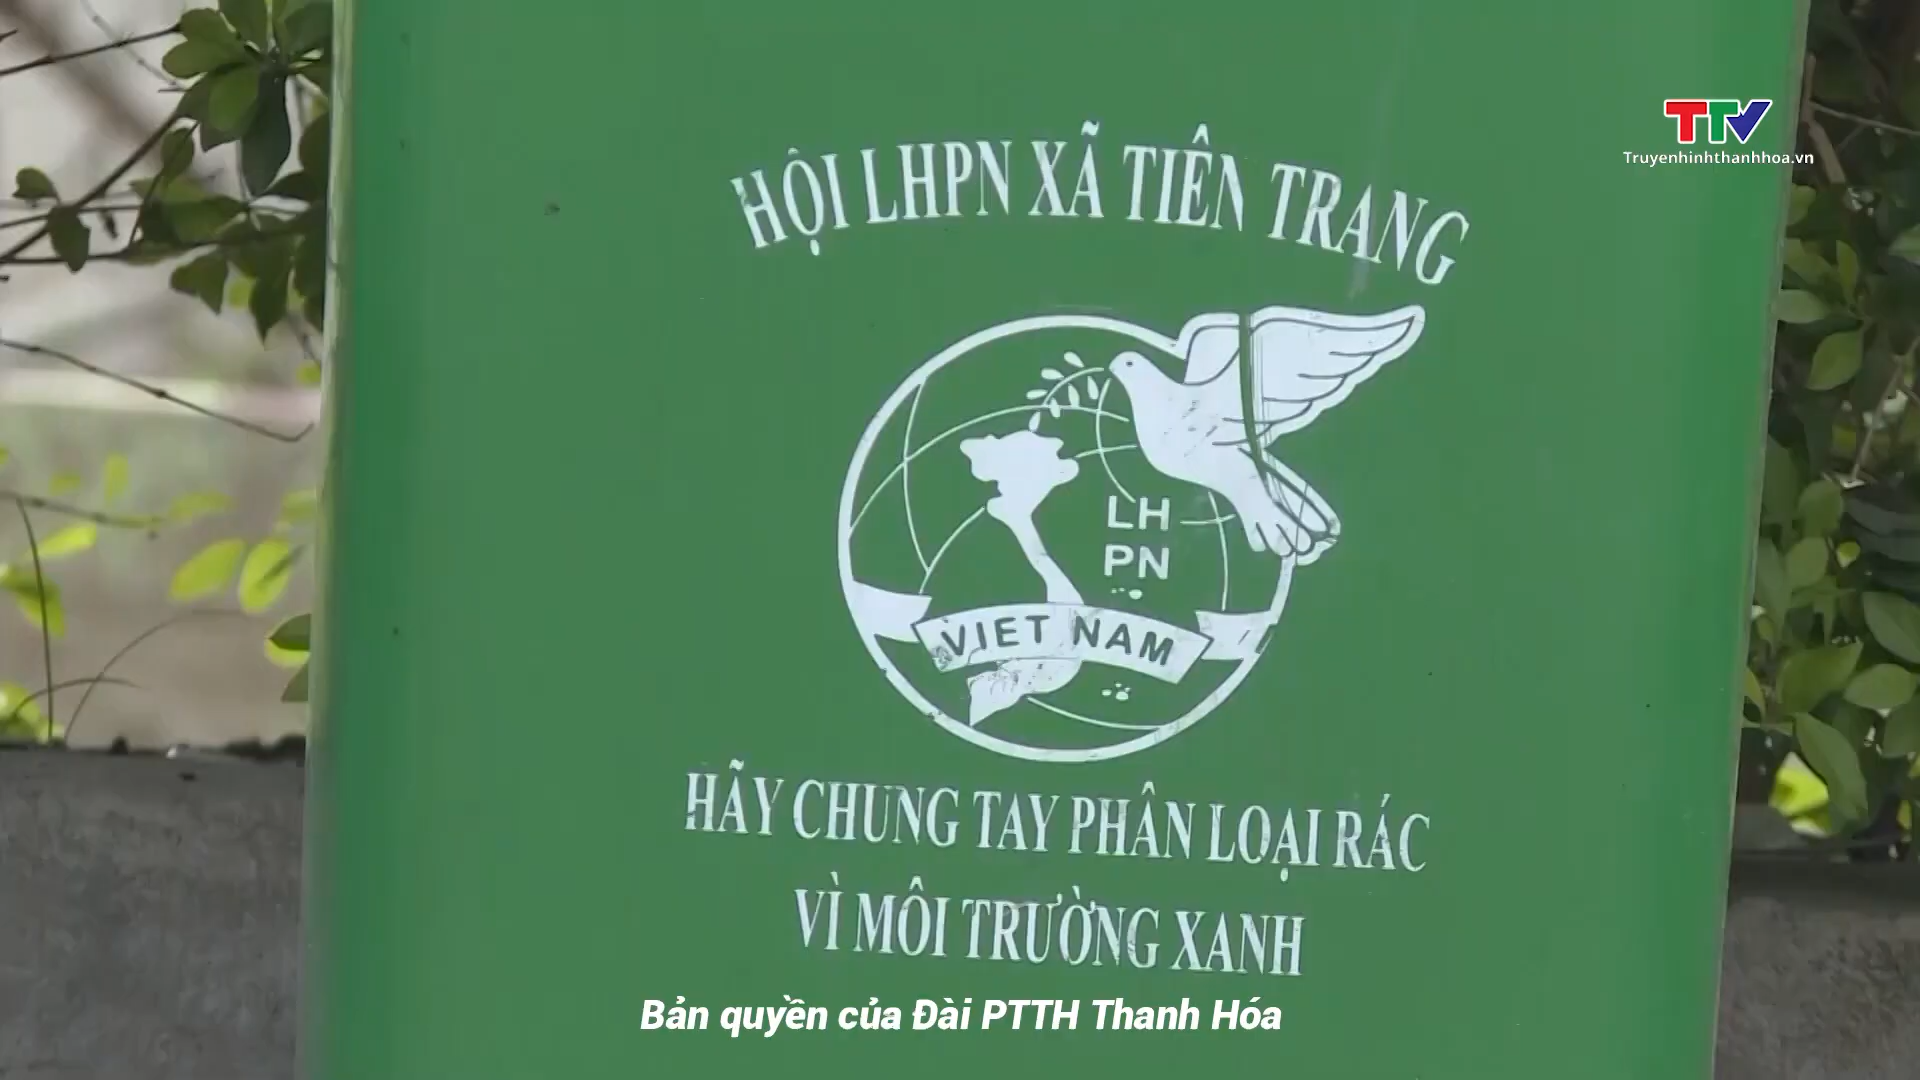 TTV
Truyenhinhthanhhoa.vn
HỘI LHPN XÃ TIÊN TRANG
LH
PN
VIET NAM
HÃY CHUNG TAY PHÂN LOẠI RÁC
VÌ MÔI TRƯỜNG XANH
Bản quyền của Đài PTTH Thanh Hóa